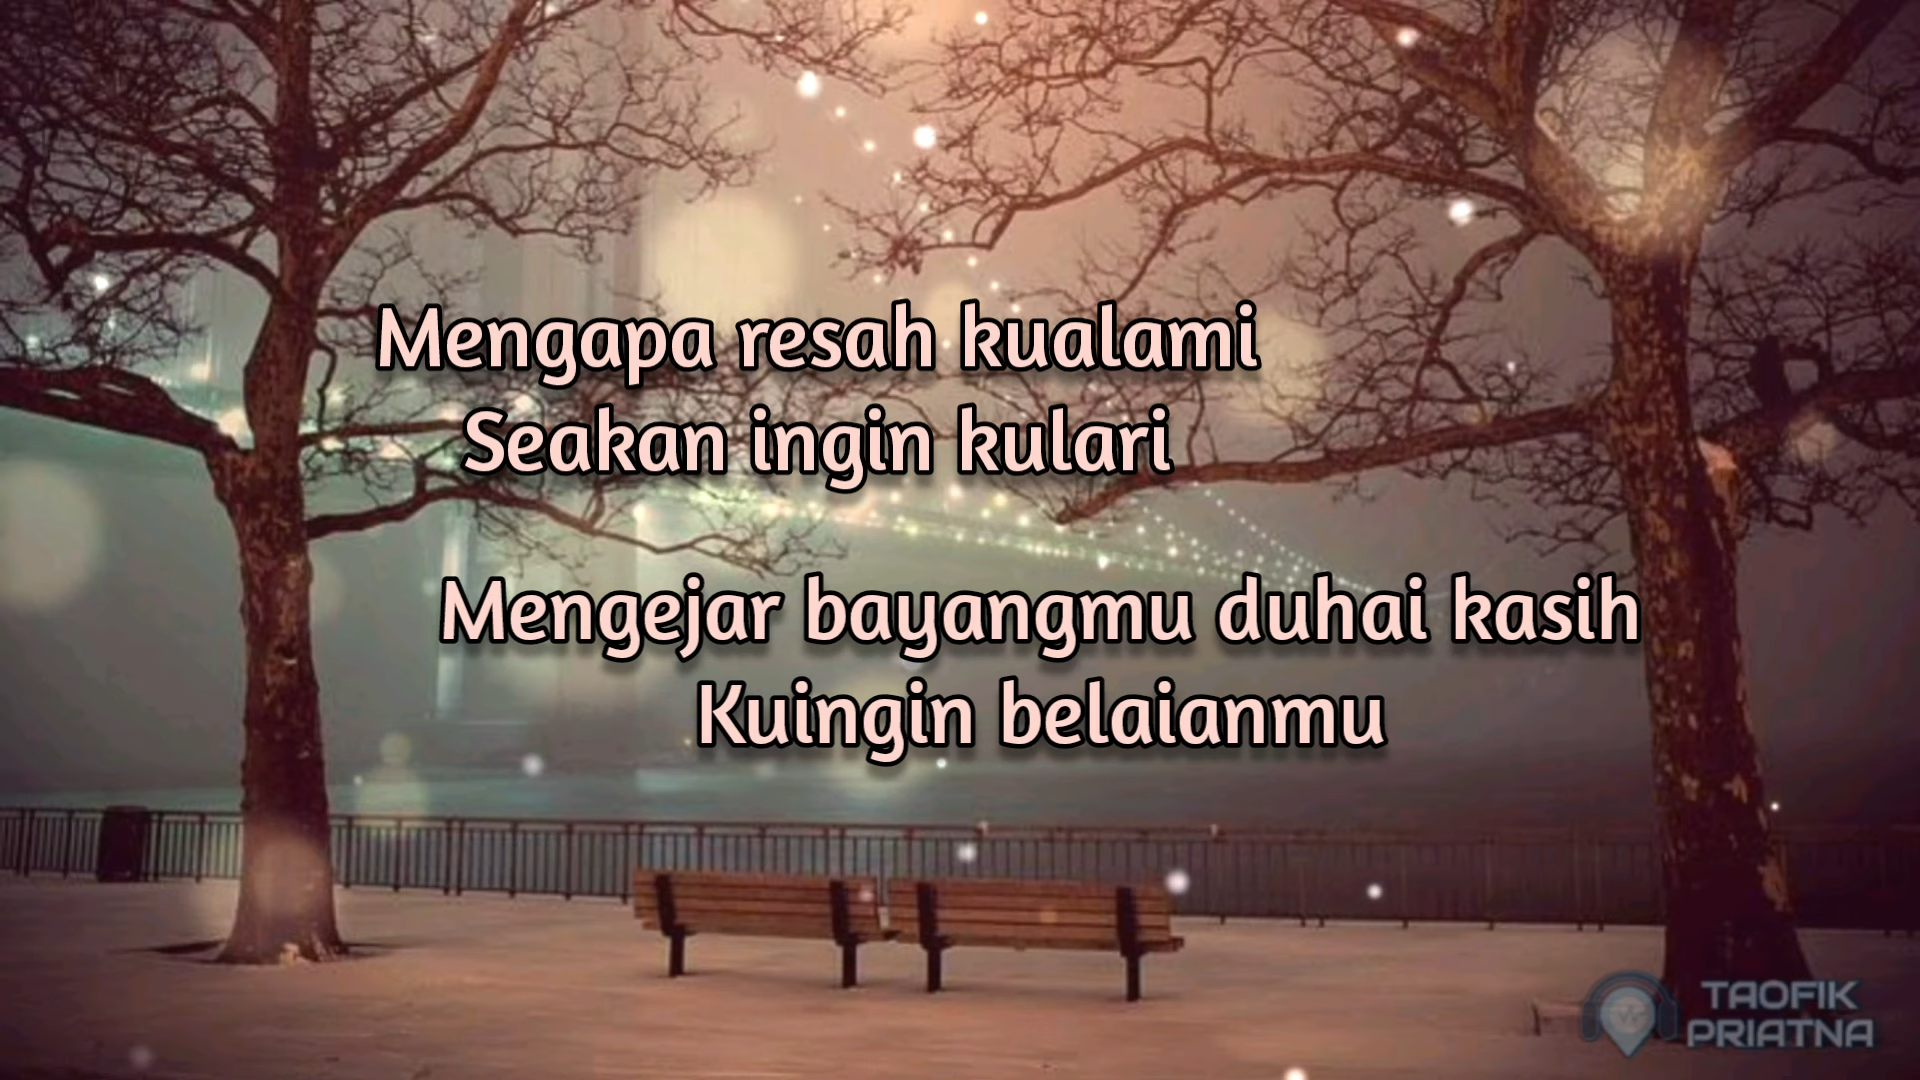 Mengapa resah kualami
Seakan ingin kulari
Mengejar bayangmu duhai kasih
Kuingin belaianmu
TAOFIK
PRIATNA